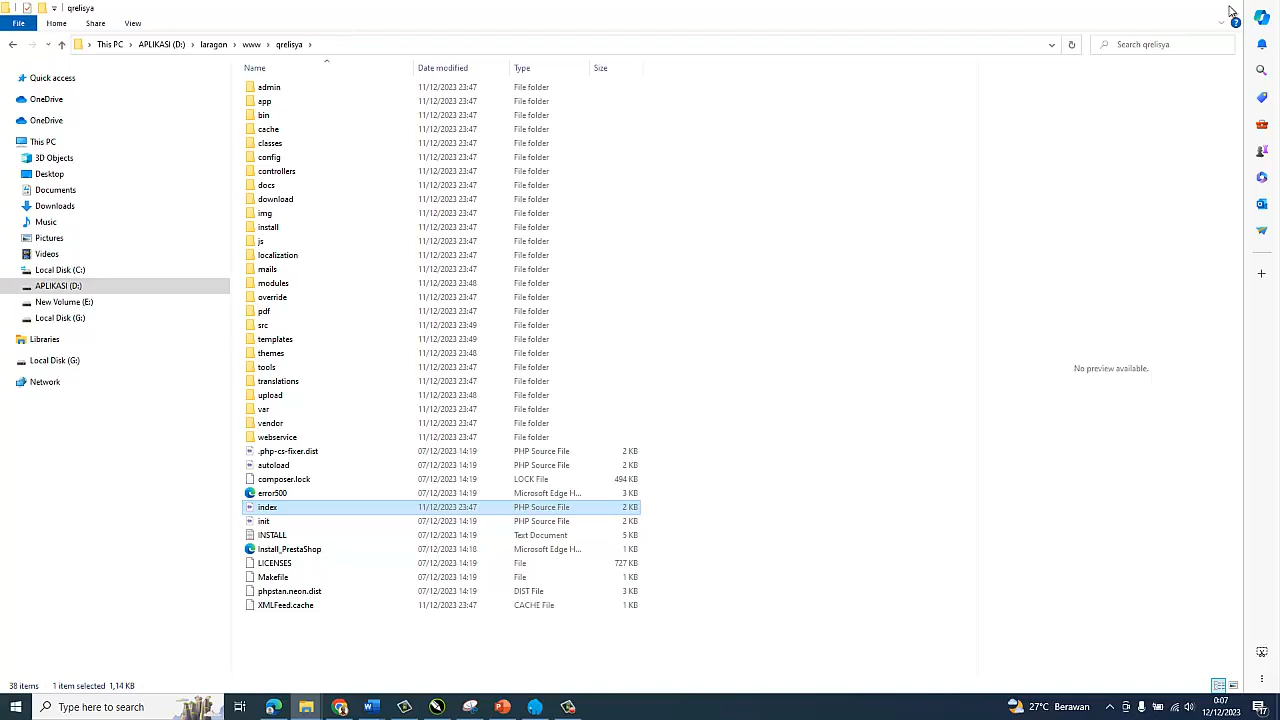 qrelisya
File Home Share View
This PC APLIKASI (D:) laragon www qrelisya Search qrelisya
Name Date modified Type Size
Quick access
OneDrive
OneDrive
This PC
3D Objects
Desktop
Documents
Downloads
Music
Pictures
Videos
Local Disk (C:)
APLIKASI (D:)
New Volume (E:)
Local Disk (G:)
Libraries
Local Disk (G:)
Network
admin 11/12/2023 23:47 File folder
app 11/12/2023 23:47 File folder
bin 11/12/2023 23:47 File folder
cache 11/12/2023 23:47 File folder
classes 11/12/2023 23:47 File folder
config 11/12/2023 23:47 File folder
controllers 11/12/2023 23:47 File folder
docs 11/12/2023 23:47 File folder
download 11/12/2023 23:47 File folder
img 11/12/2023 23:47 File folder
install 11/12/2023 23:47 File folder
js 11/12/2023 23:47 File folder
localization 11/12/2023 23:47 File folder
mails 11/12/2023 23:47 File folder
modules 11/12/2023 23:48 File folder
override 11/12/2023 23:47 File folder
pdf 11/12/2023 23:47 File folder
src 11/12/2023 23:49 File folder
templates 11/12/2023 23:49 File folder
themes 11/12/2023 23:48 File folder
tools 11/12/2023 23:47 File folder
translations 11/12/2023 23:47 File folder
upload 11/12/2023 23:48 File folder
var 11/12/2023 23:47 File folder
vendor 11/12/2023 23:47 File folder
webservice 11/12/2023 23:47 File folder
.php-cs-fixer.dist 07/12/2023 14:19 PHP Source File 2 KB
autoload 07/12/2023 14:19 PHP Source File 2 KB
composer.lock 07/12/2023 14:19 LOCK File 494 KB
error500 07/12/2023 14:19 Microsoft Edge H... 3 KB
index 11/12/2023 23:47 PHP Source File 2 KB
init 07/12/2023 14:19 PHP Source File 2 KB
INSTALL 07/12/2023 14:19 Text Document 5 KB
Install_PrestaShop 07/12/2023 14:18 Microsoft Edge H... 1 KB
LICENSES 07/12/2023 14:19 File 727 KB
Makefile 07/12/2023 14:19 File 1 KB
phpstan.neon.dist 07/12/2023 14:19 DIST File 3 KB
XMLFeed.cache 11/12/2023 23:47 CACHE File 1 KB
No preview available.
38 items 1 item selected 1,14 KB
Type here to search
27°C Berawan
0:07
12/12/2023